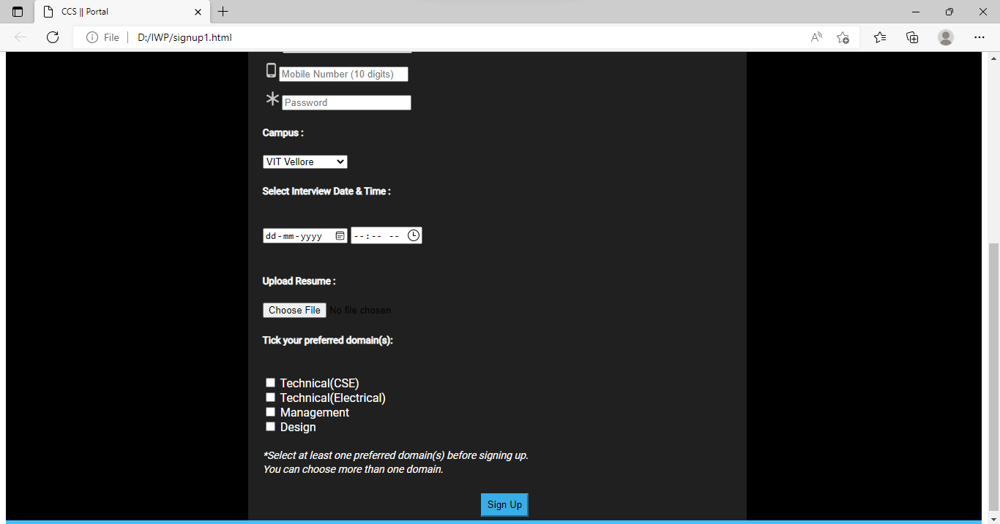 CCS || Portal
File
D:/IWP/signup1.html
Mobile Number (10 digits)
Password
Campus :
VIT Vellore
Select Interview Date & Time :
dd-mm-yyyy --:-- --
Upload Resume :
Choose File No file chosen
Tick your preferred domain(s):
Technical(CSE)
Technical(Electrical)
Management
Design
*Select at least one preferred domain(s) before signing up.
You can choose more than one domain.
Sign Up